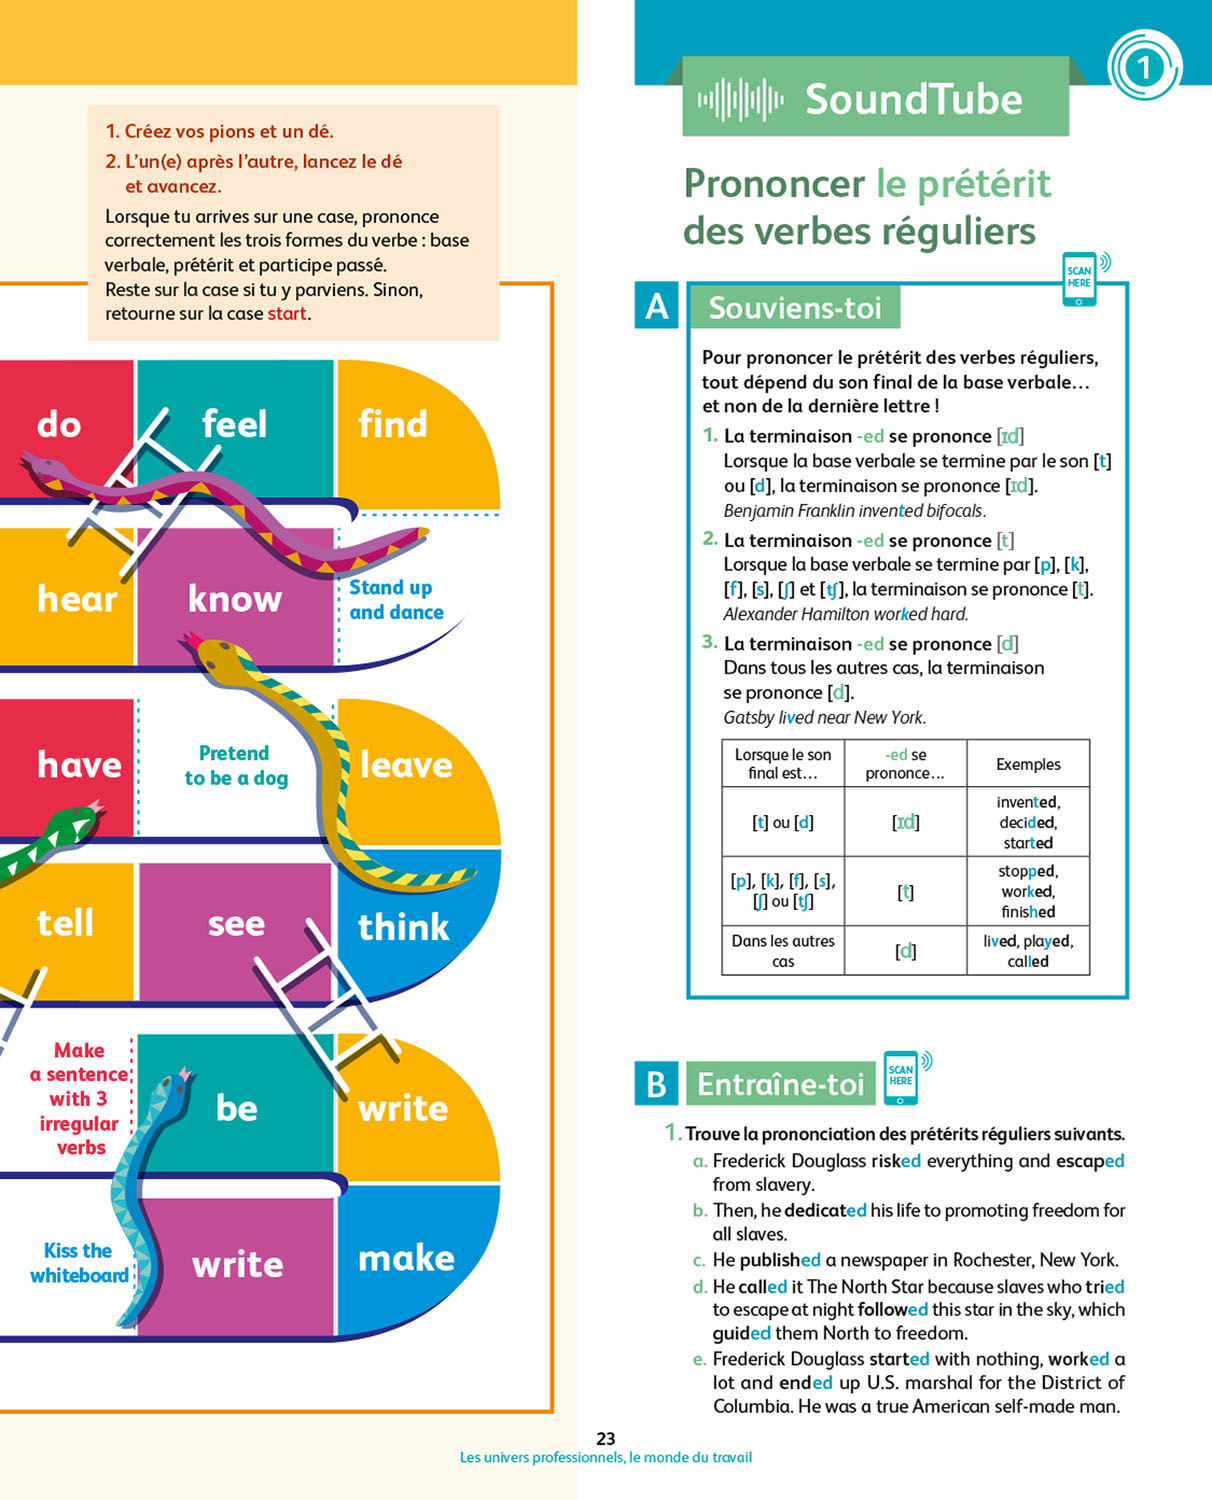 1. Créez vos pions et un dé.
2. L'un(e) après l'autre, lancez le dé
et avancez.
Lorsque tu arrives sur une case, prononce
correctement les trois formes du verbe : base
verbale, prétérit et participe passé.
Reste sur la case si tu y parviens. Sinon,
retourne sur la case start.
do
feel
find
hear
know
Stand up
and dance
have
Pretend
to be a dog
leave
tell
see
think
Make
a sentence
with 3
irregular
verbs
be
write
Kiss the
whiteboard
write
make
1
SoundTube
Prononcer le prétérit
des verbes réguliers
SCAN
HERE
A
Souviens-toi
Pour prononcer le prétérit des verbes réguliers,
tout dépend du son final de la base verbale…
et non de la dernière lettre !
1. La terminaison -ed se prononce [ɪd]
Lorsque la base verbale se termine par le son [t]
ou [d], la terminaison se prononce [ɪd].
Benjamin Franklin invented bifocals.
2. La terminaison -ed se prononce [t]
Lorsque la base verbale se termine par [p], [k],
[f], [s], [ʃ] et [tʃ], la terminaison se prononce [t].
Alexander Hamilton worked hard.
3. La terminaison -ed se prononce [d]
Dans tous les autres cas, la terminaison
se prononce [d].
Gatsby lived near New York.
Lorsque le son
final est…
-ed se
prononce…
Exemples
[t] ou [d]
[ɪd]
invented,
decided,
started
[p], [k], [f], [s],
[ʃ] ou [tʃ]
[t]
stopped,
worked,
finished
Dans les autres
cas
[d]
lived, played,
called
B
Entraîne-toi
SCAN
HERE
1. Trouve la prononciation des prétérits réguliers suivants.
a. Frederick Douglass risked everything and escaped
from slavery.
b. Then, he dedicated his life to promoting freedom for
all slaves.
c. He published a newspaper in Rochester, New York.
d. He called it The North Star because slaves who tried
to escape at night followed this star in the sky, which
guided them North to freedom.
e. Frederick Douglass started with nothing, worked a
lot and ended up U.S. marshal for the District of
Columbia. He was a true American self-made man.
23
Les univers professionnels, le monde du travail